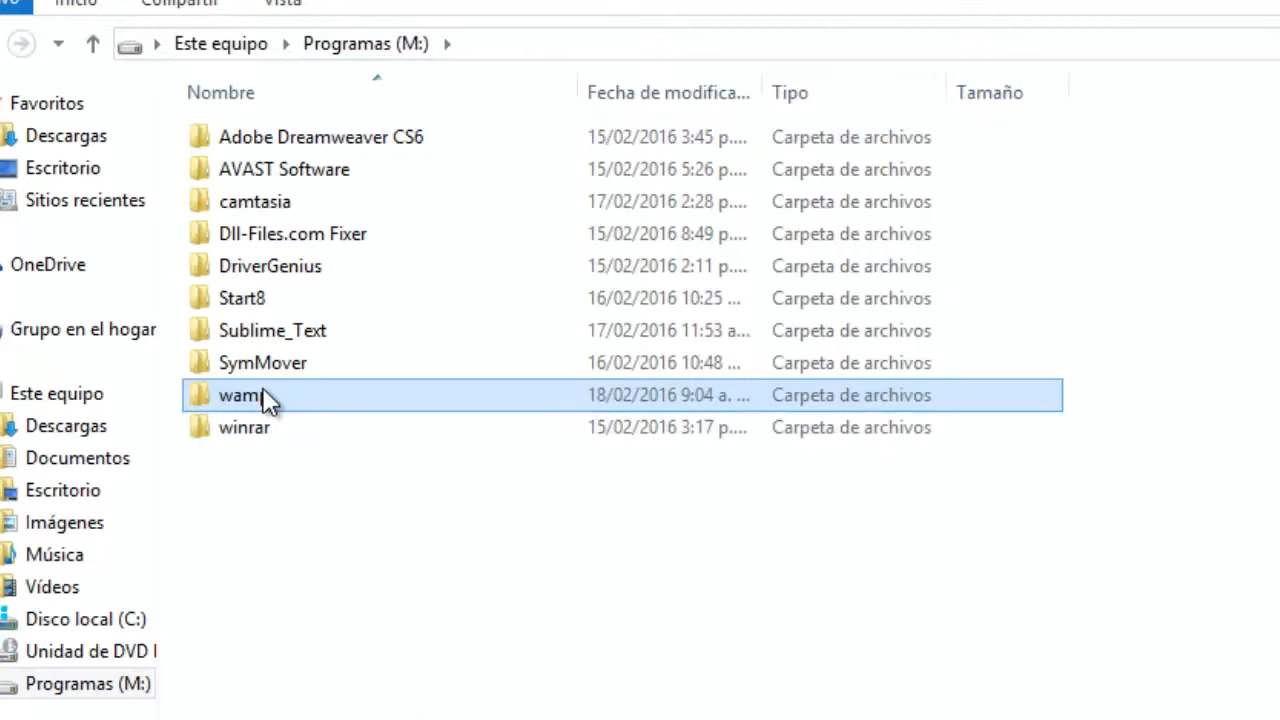 Inicio Compartir Vista
Este equipo Programas (M:)
Nombre Fecha de modifica... Tipo Tamaño
Favoritos
Descargas
Escritorio
Sitios recientes
OneDrive
Grupo en el hogar
Este equipo
Descargas
Documentos
Escritorio
Imágenes
Música
Vídeos
Disco local (C:)
Unidad de DVD
Programas (M:)
Adobe Dreamweaver CS6 15/02/2016 3:45 p.... Carpeta de archivos
AVAST Software 15/02/2016 5:26 p.... Carpeta de archivos
camtasia 17/02/2016 2:28 p.... Carpeta de archivos
Dll-Files.com Fixer 15/02/2016 8:49 p.... Carpeta de archivos
DriverGenius 15/02/2016 2:11 p.... Carpeta de archivos
Start8 16/02/2016 10:25 ... Carpeta de archivos
Sublime_Text 17/02/2016 11:53 a... Carpeta de archivos
SymMover 16/02/2016 10:48 ... Carpeta de archivos
wamp 18/02/2016 9:04 a. ... Carpeta de archivos
winrar 15/02/2016 3:17 p.... Carpeta de archivos